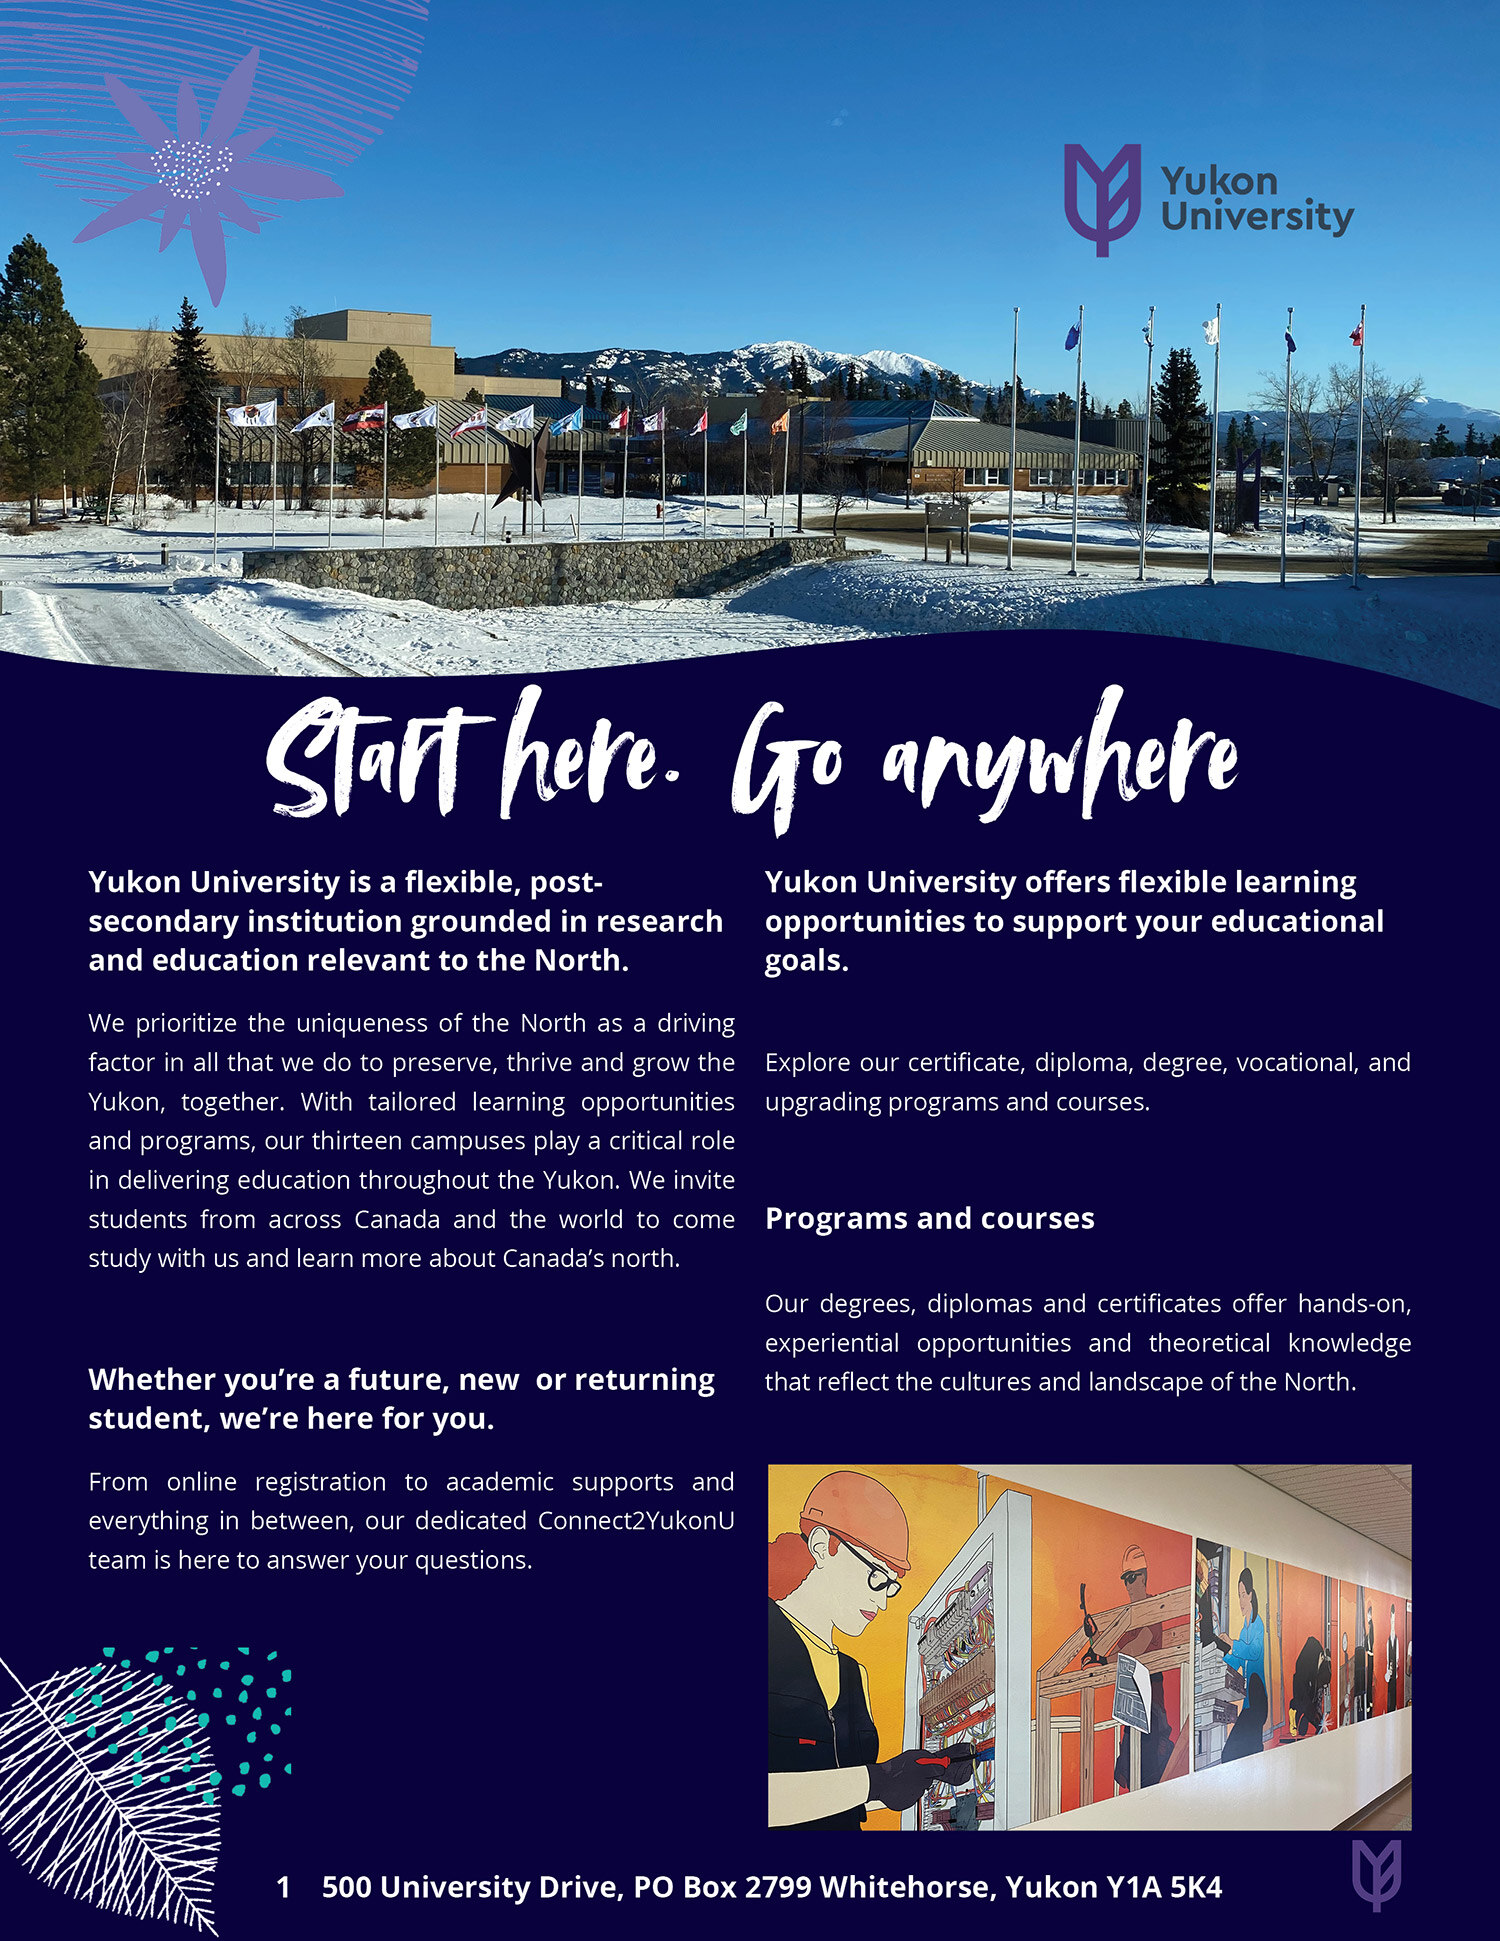 Yukon
University
Start here. Go anywhere
Yukon University is a flexible, post-
secondary institution grounded in research
and education relevant to the North.
We prioritize the uniqueness of the North as a driving
factor in all that we do to preserve, thrive and grow the
Yukon, together. With tailored learning opportunities
and programs, our thirteen campuses play a critical role
in delivering education throughout the Yukon. We invite
students from across Canada and the world to come
study with us and learn more about Canada’s north.
Whether you’re a future, new  or returning
student, we’re here for you.
From online registration to academic supports and
everything in between, our dedicated Connect2YukonU
team is here to answer your questions.
Yukon University offers flexible learning
opportunities to support your educational
goals.
Explore our certificate, diploma, degree, vocational, and
upgrading programs and courses.
Programs and courses
Our degrees, diplomas and certificates offer hands-on,
experiential opportunities and theoretical knowledge
that reflect the cultures and landscape of the North.
1 500 University Drive, PO Box 2799 Whitehorse, Yukon Y1A 5K4